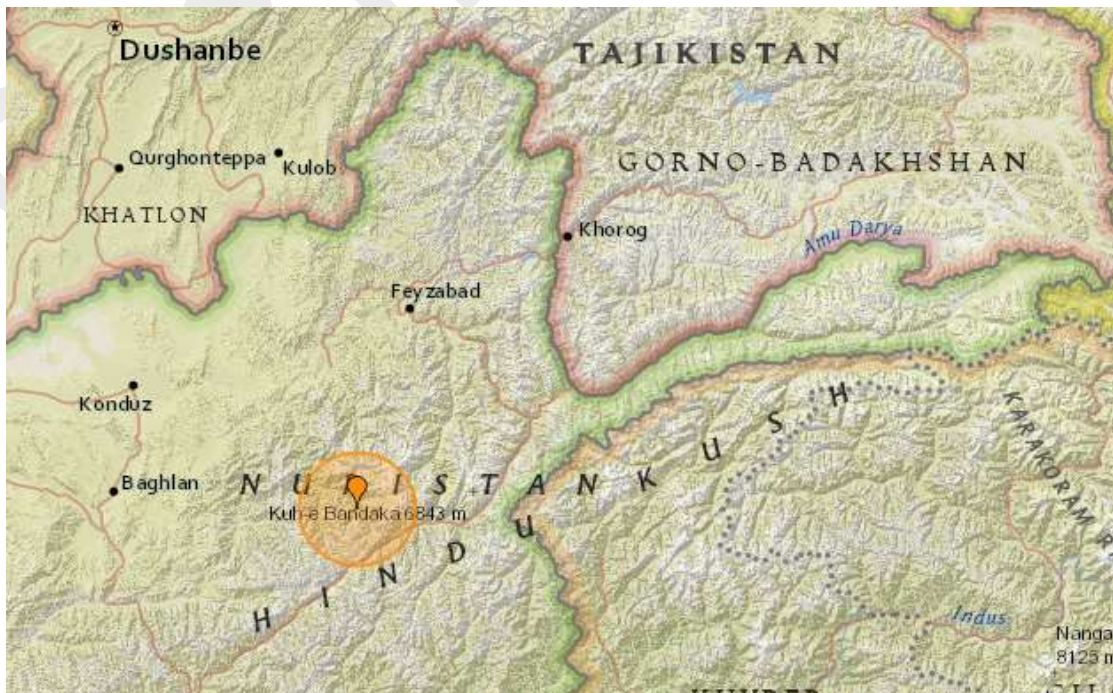 Dushanbe
TAJIKISTAN
Qurghonteppa
Kulob
GORNO-BADAKHSHAN
KHATLON
Khorog
Amu Darya
Feyzabad
Konduz
Baghlan
NURISTAN
HINDU KUSH
KARAKORAM R
Kuh-e Bandaka 6843 m
Indus
Nanga
8125 m